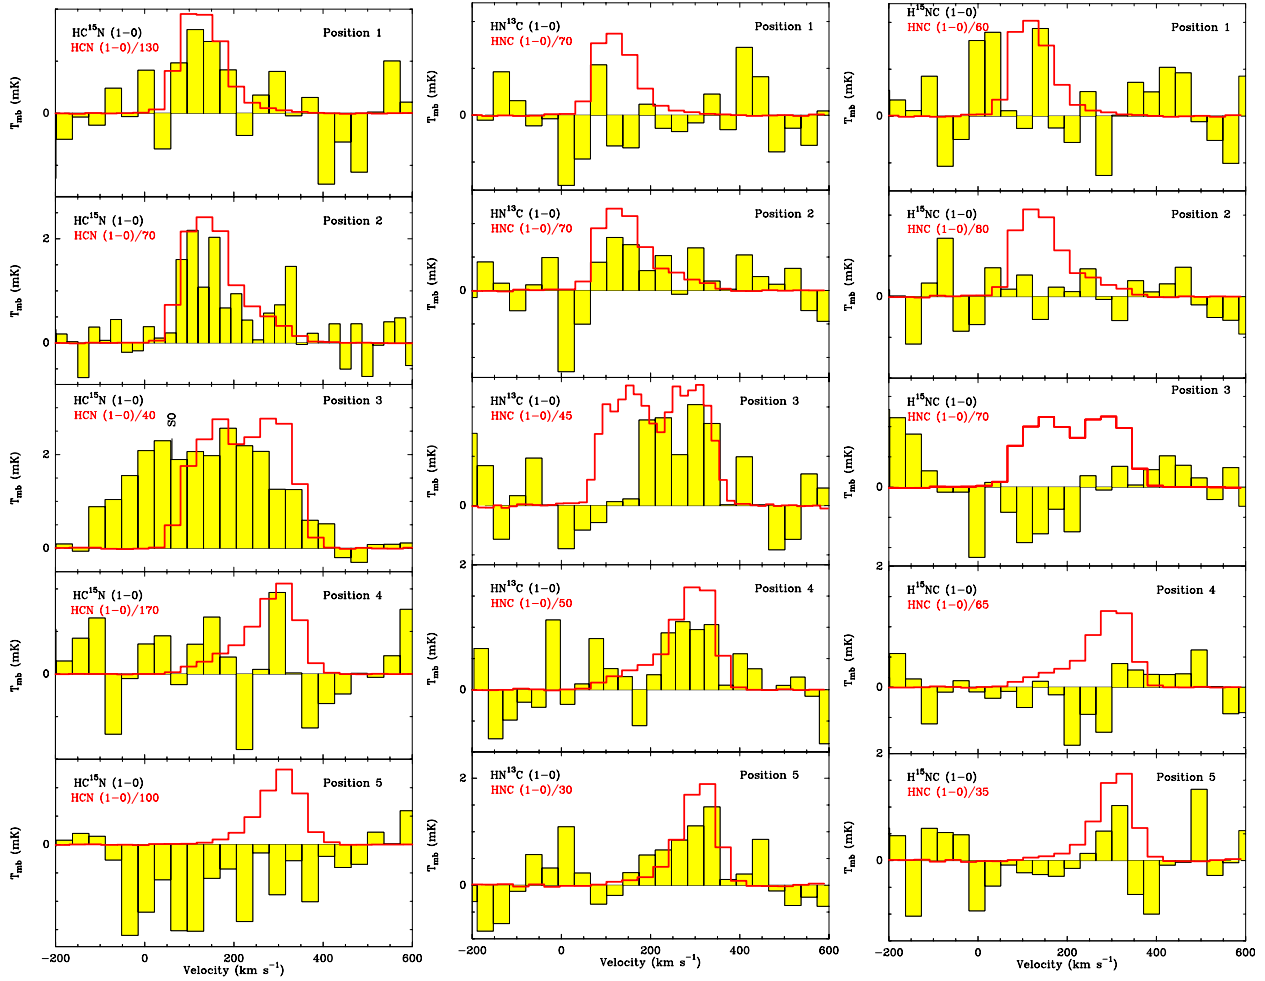 HC15N (1-0)
HCN (1-0)/130
Position 1
Tmb (mK)
0
HN13C (1-0)
HNC (1-0)/70
Position 1
Tmb (mK)
0
H15NC (1-0)
HNC (1-0)/60
Position 1
Tmb (mK)
0
HC15N (1-0)
HCN (1-0)/70
Position 2
Tmb (mK)
2
0
HN13C (1-0)
HNC (1-0)/70
Position 2
Tmb (mK)
0
H15NC (1-0)
HNC (1-0)/80
Position 2
Tmb (mK)
0
HC15N (1-0)
HCN (1-0)/40
Position 3
SO
Tmb (mK)
2
0
HN13C (1-0)
HNC (1-0)/45
Position 3
Tmb (mK)
0
H15NC (1-0)
HNC (1-0)/70
Position 3
Tmb (mK)
0
HC15N (1-0)
HCN (1-0)/170
Position 4
Tmb (mK)
0
HN13C (1-0)
HNC (1-0)/50
Position 4
Tmb (mK)
2
0
H15NC (1-0)
HNC (1-0)/65
Position 4
Tmb (mK)
2
0
HC15N (1-0)
HCN (1-0)/100
Position 5
Tmb (mK)
0
-200 0 200 400 600
Velocity (km s-1)
HN13C (1-0)
HNC (1-0)/30
Position 5
Tmb (mK)
2
0
-200 0 200 400 600
Velocity (km s-1)
H15NC (1-0)
HNC (1-0)/35
Position 5
Tmb (mK)
2
0
-200 0 200 400 600
Velocity (km s-1)